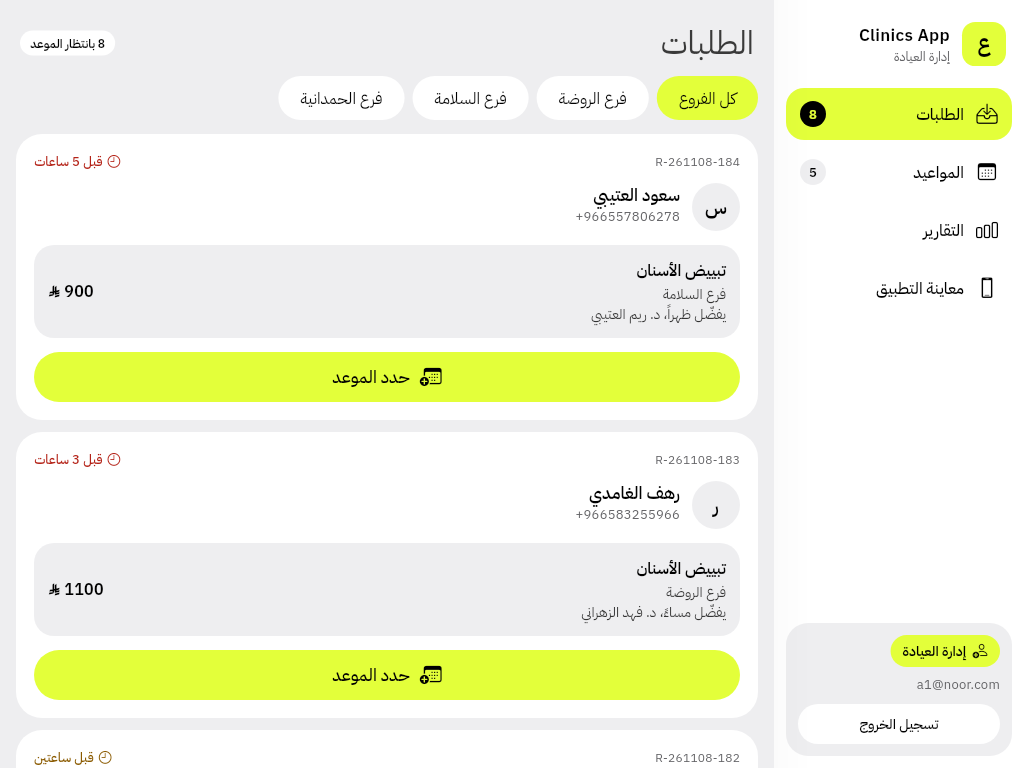 ع
Clinics App
إدارة العيادة
الطلبات
8
المواعيد
5
التقارير
معاينة التطبيق
إدارة العيادة
a1@noor.com
تسجيل الخروج
الطلبات
8 بانتظار الموعد
كل الفروع
فرع الروضة
فرع السلامة
فرع الحمدانية
R-261108-184
قبل 5 ساعات
س
سعود العتيبي
+966557806278
تبييض الأسنان
900 ⃁
فرع السلامة
يفضّل ظهراً، د. ريم العتيبي
حدد الموعد
R-261108-183
قبل 3 ساعات
ر
رهف الغامدي
+966583255966
تبييض الأسنان
1100 ⃁
فرع الروضة
يفضّل مساءً، د. فهد الزهراني
حدد الموعد
R-261108-182
قبل ساعتين